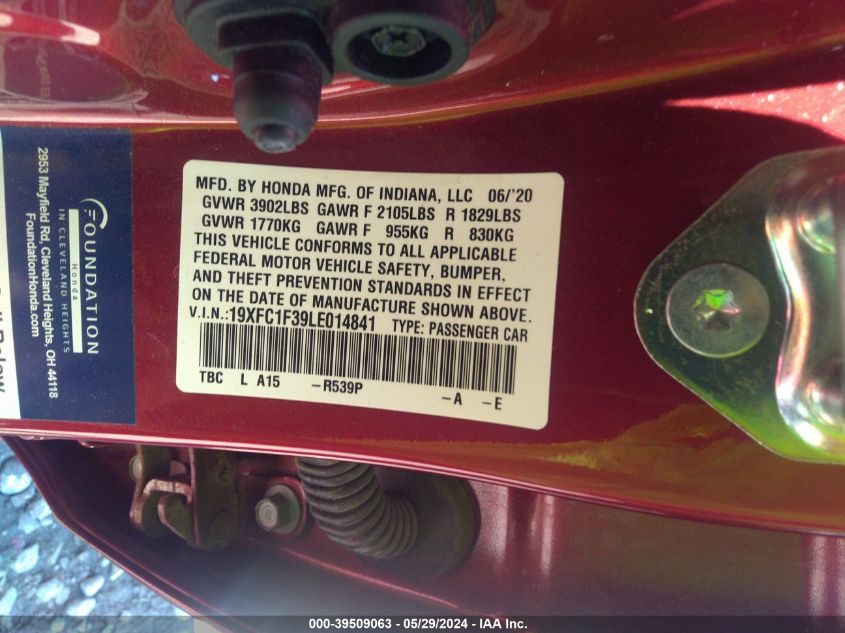 MFD. BY HONDA MFG. OF INDIANA, LLC 06/'20
GVWR 3902LBS GAWR F 2105LBS R 1829LBS
GVWR 1770KG GAWR F 955KG R 830KG
THIS VEHICLE CONFORMS TO ALL APPLICABLE
FEDERAL MOTOR VEHICLE SAFETY, BUMPER,
AND THEFT PREVENTION STANDARDS IN EFFECT
ON THE DATE OF MANUFACTURE SHOWN ABOVE.
V.I.N.:19XFC1F39LE014841 TYPE: PASSENGER CAR
TBC L A15 -R539P -A -E
FOUNDATION
Honda
IN CLEVELAND HEIGHTS
2953 Mayfield Rd, Cleveland Heights, OH 44118
FoundationHonda.com
Below
000-39509063 - 05/29/2024 - IAA Inc.